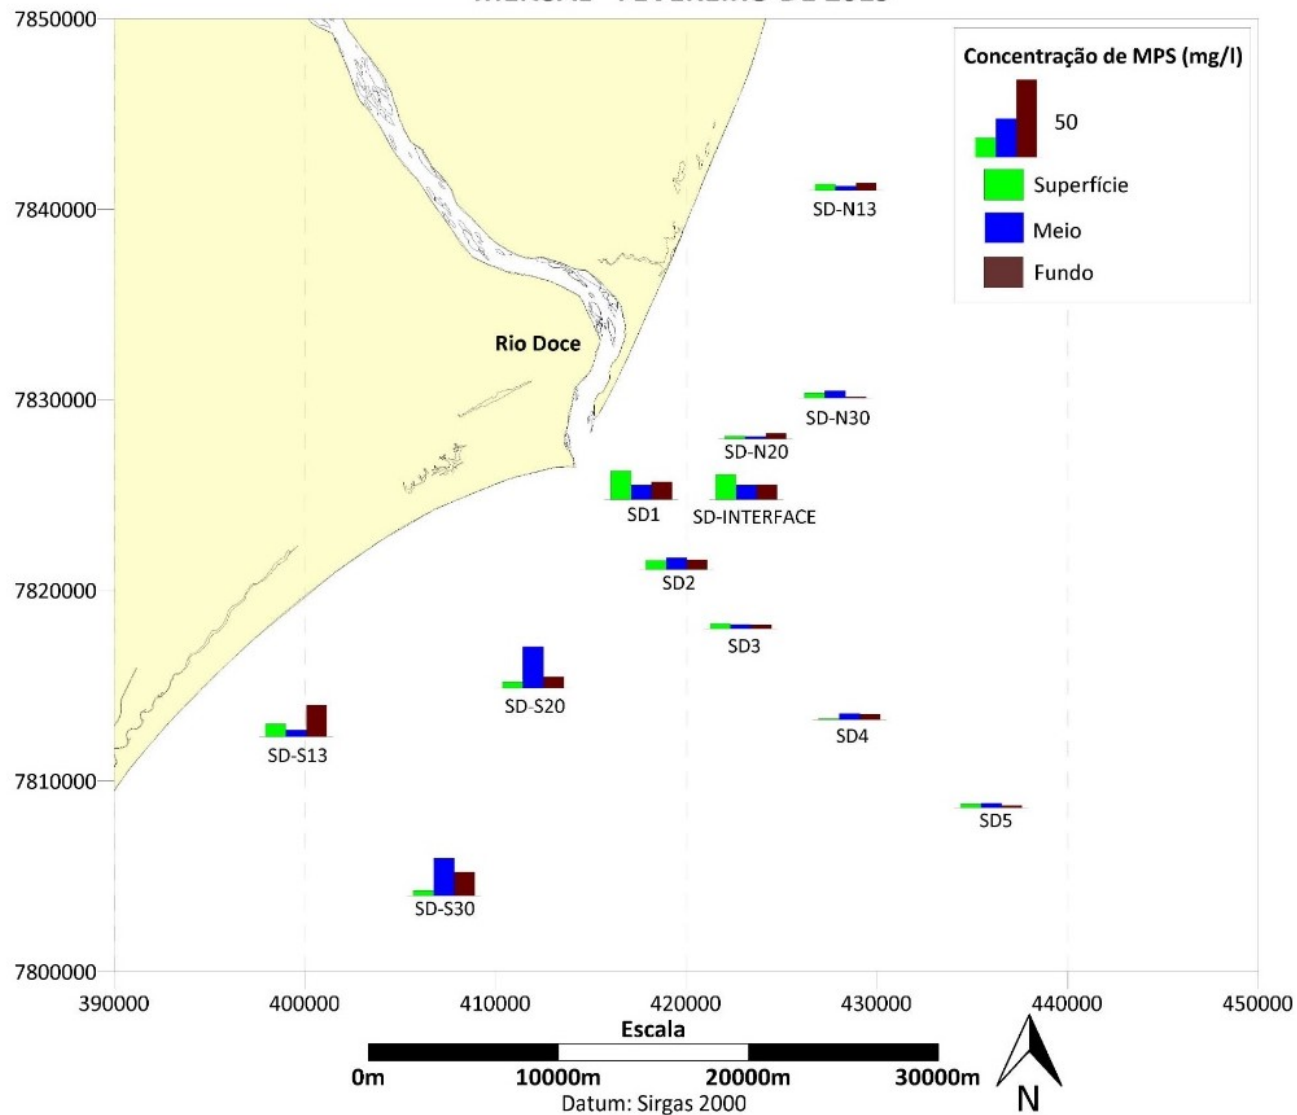 7850000
Concentração de MPS (mg/l)
50
Superfície
Meio
Fundo
7840000
SD-N13
Rio Doce
7830000
SD-N30
SD-N20
SD1
SD-INTERFACE
7820000
SD2
SD3
SD-S20
SD4
SD-S13
7810000
SD5
SD-S30
7800000
390000 400000 410000 420000 430000 440000 450000
Escala
0m 10000m 20000m 30000m
Datum: Sirgas 2000
N